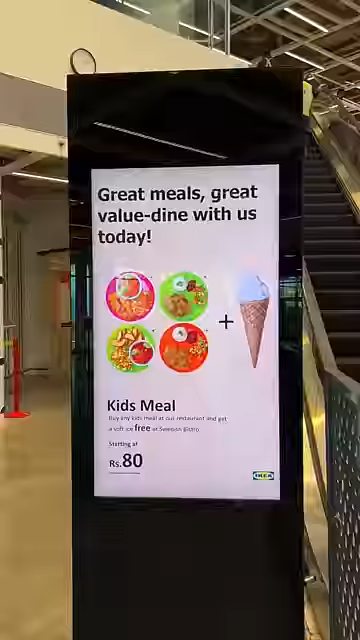 Great meals, great
value-dine with us
today!
+
Kids Meal
Buy any kids meal at our restaurant and get
a soft ice free at Swedish Bistro
Starting at
Rs.80
IKEA